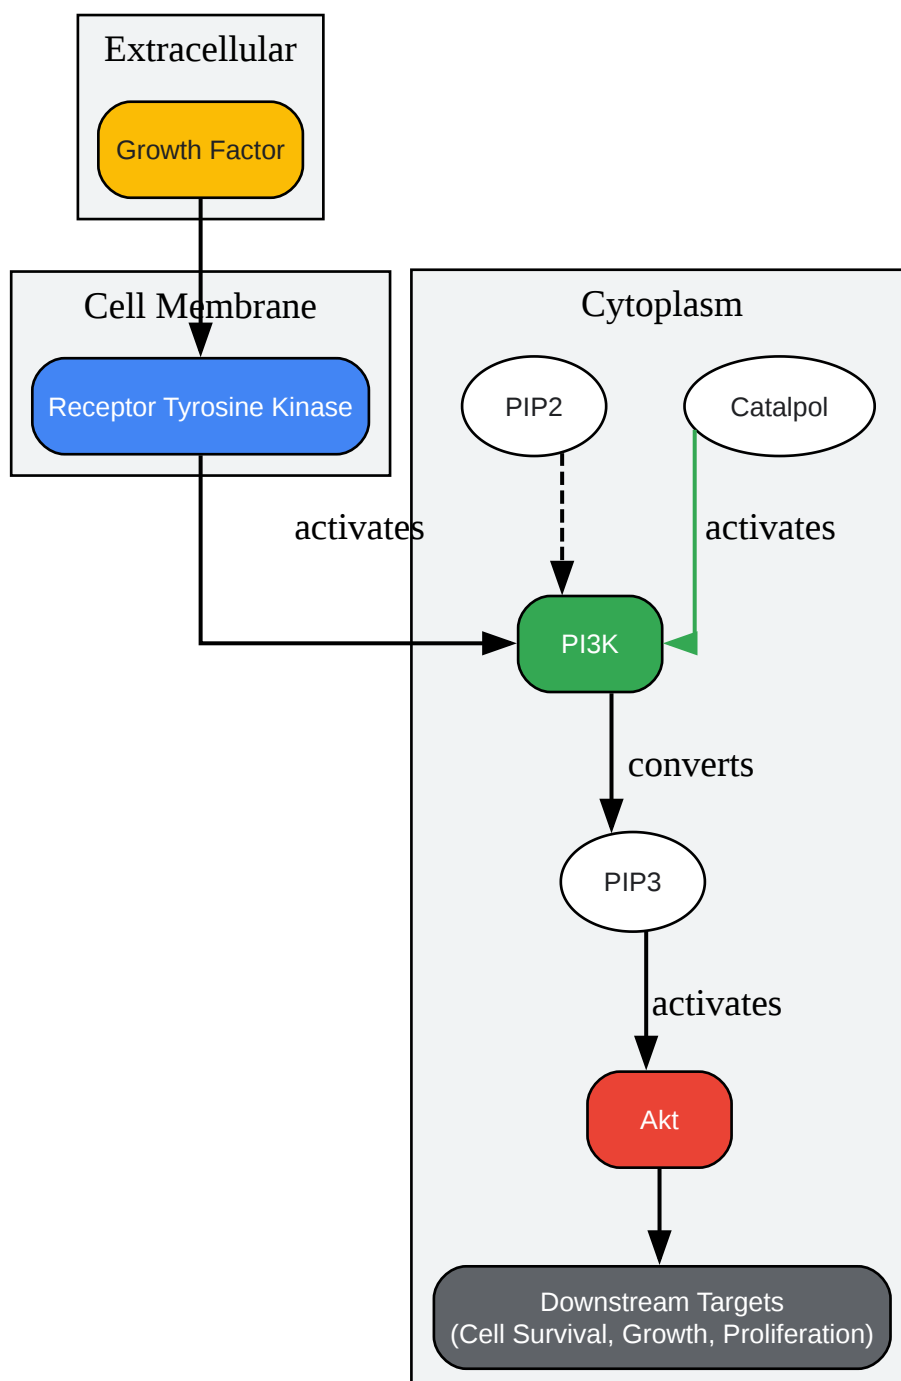 Extracellular
Growth Factor
Cell Membrane
Cytoplasm
Receptor Tyrosine Kinase
PIP2
Catalpol
activates
activates
PI3K
converts
PIP3
activates
Akt
Downstream Targets
(Cell Survival, Growth, Proliferation)